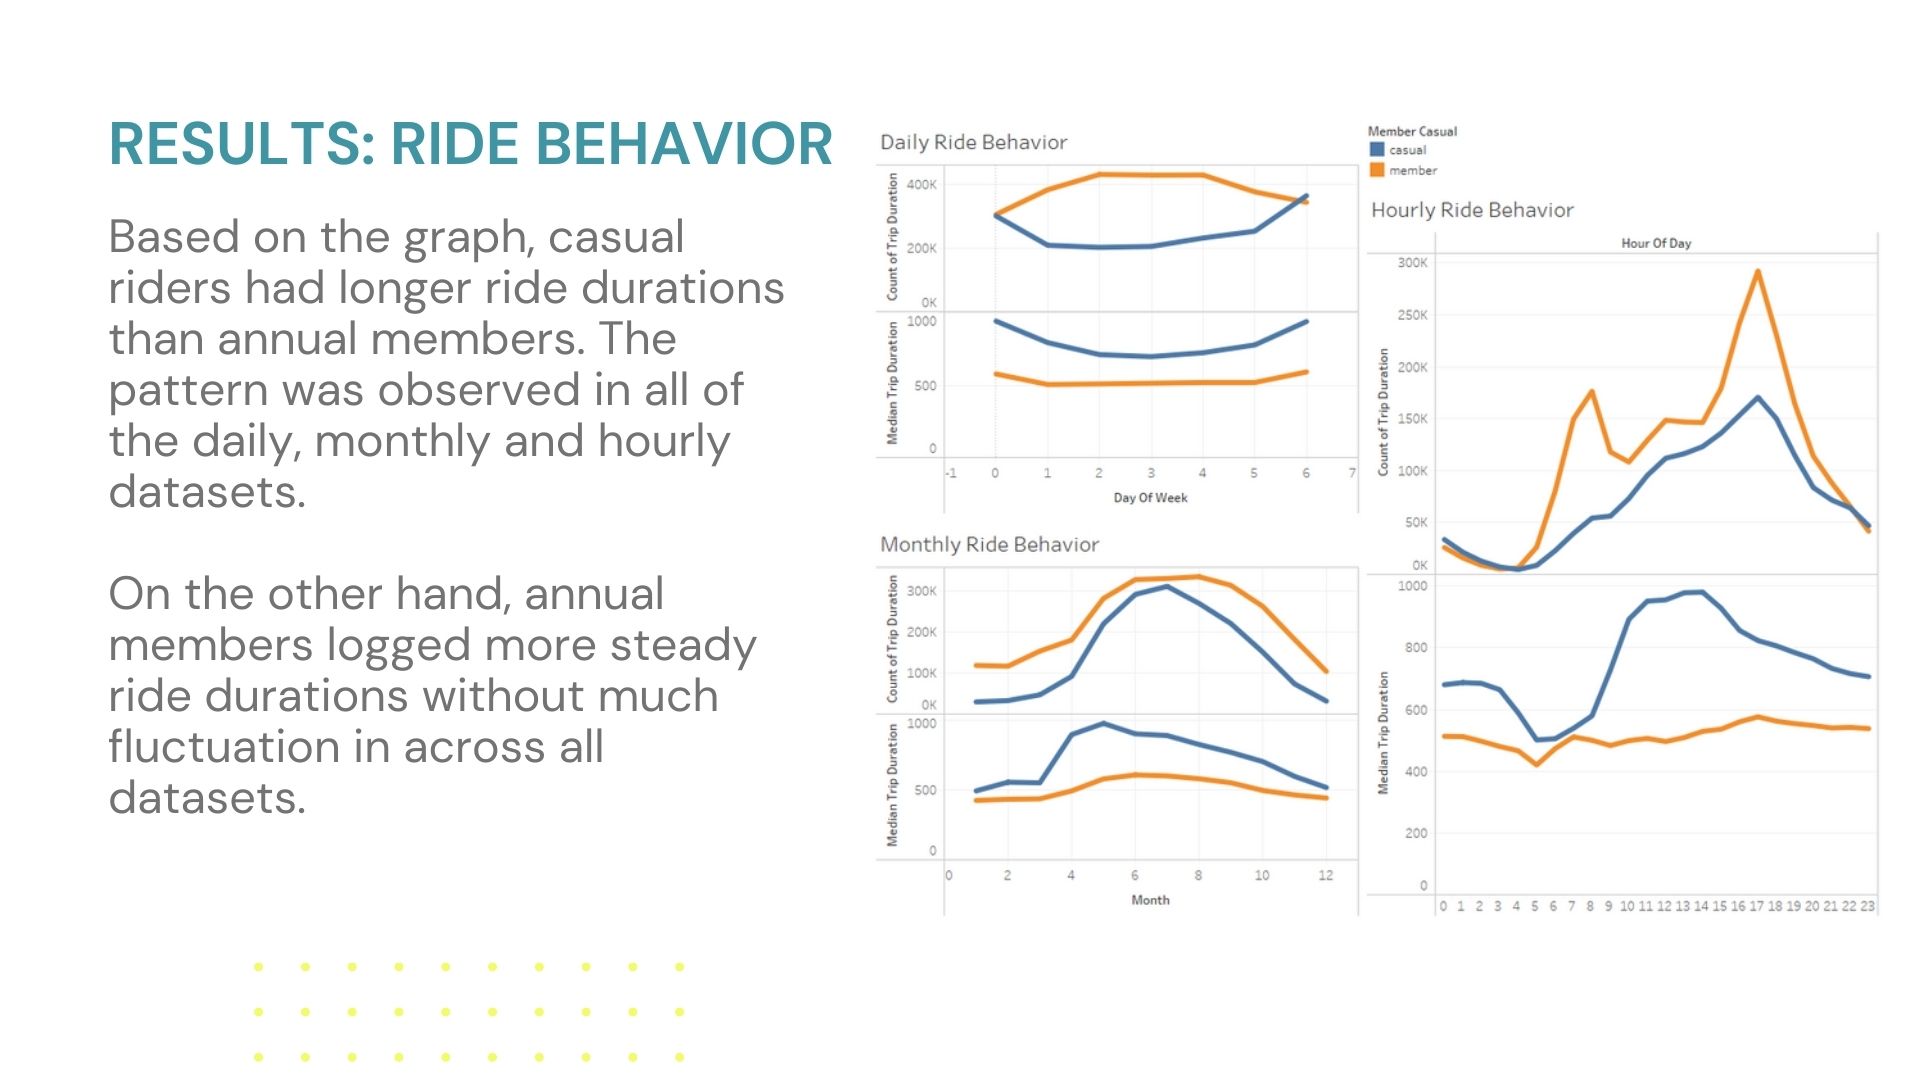 RESULTS: RIDE BEHAVIOR
Based on the graph, casual
riders had longer ride durations
than annual members. The
pattern was observed in all of
the daily, monthly and hourly
datasets.
On the other hand, annual
members logged more steady
ride durations without much
fluctuation in across all
datasets.
Daily Ride Behavior
Count of Trip Duration
400K
200K
0K
Median Trip Duration
1000
500
0
-1 0 1 2 3 4 5 6 7
Day Of Week
Monthly Ride Behavior
Count of Trip Duration
300K
200K
100K
0K
Median Trip Duration
1000
500
0
0 2 4 6 8 10 12
Month
Member Casual
casual
member
Hourly Ride Behavior
Hour Of Day
Count of Trip Duration
300K
250K
200K
150K
100K
50K
0K
Median Trip Duration
1000
800
600
400
200
0
0 1 2 3 4 5 6 7 8 9 10 11 12 13 14 15 16 17 18 19 20 21 22 23